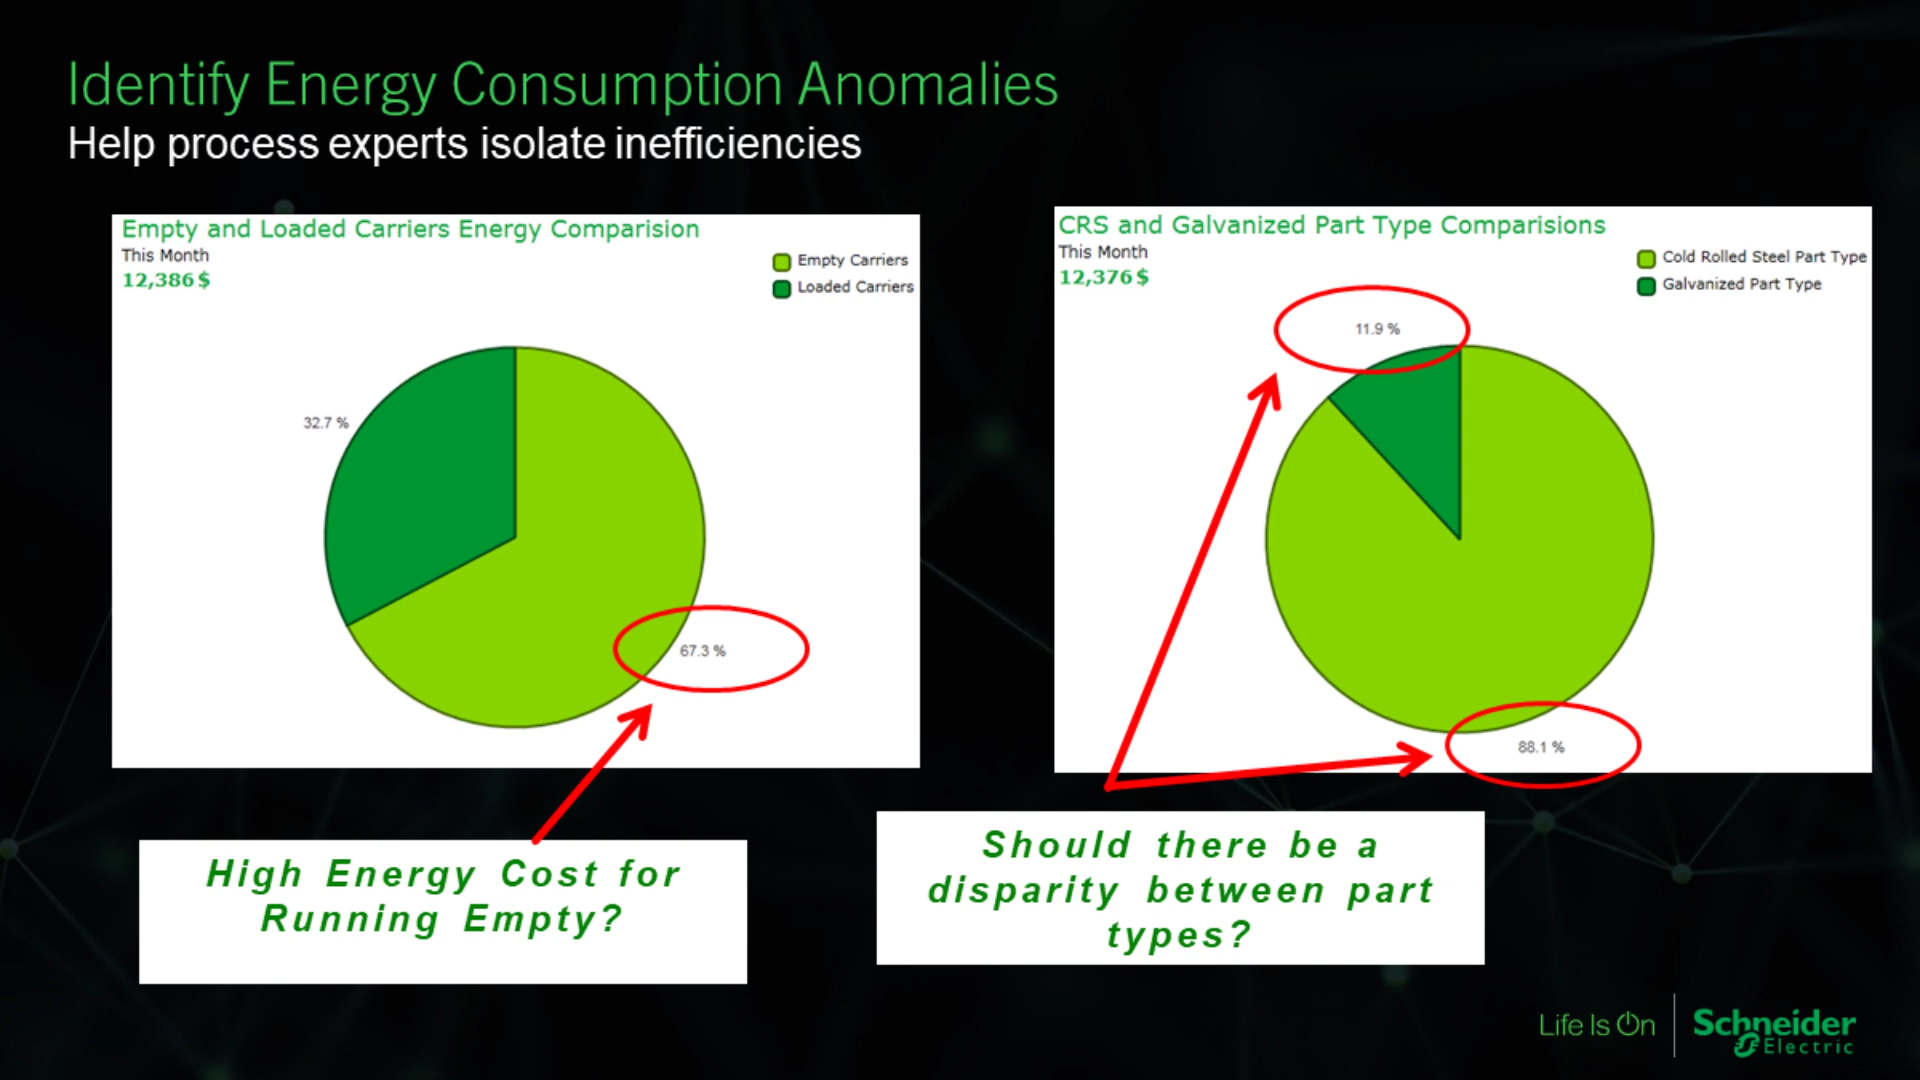 Identify Energy Consumption Anomalies
Help process experts isolate inefficiencies
Empty and Loaded Carriers Energy Comparision
This Month
12,386 $
Empty Carriers
Loaded Carriers
32.7 %
67.3 %
CRS and Galvanized Part Type Comparisions
This Month
12,376 $
Cold Rolled Steel Part Type
Galvanized Part Type
11.9 %
88.1 %
High Energy Cost for
Running Empty?
Should there be a
disparity between part
types?
Life Is On
Schneider
Electric